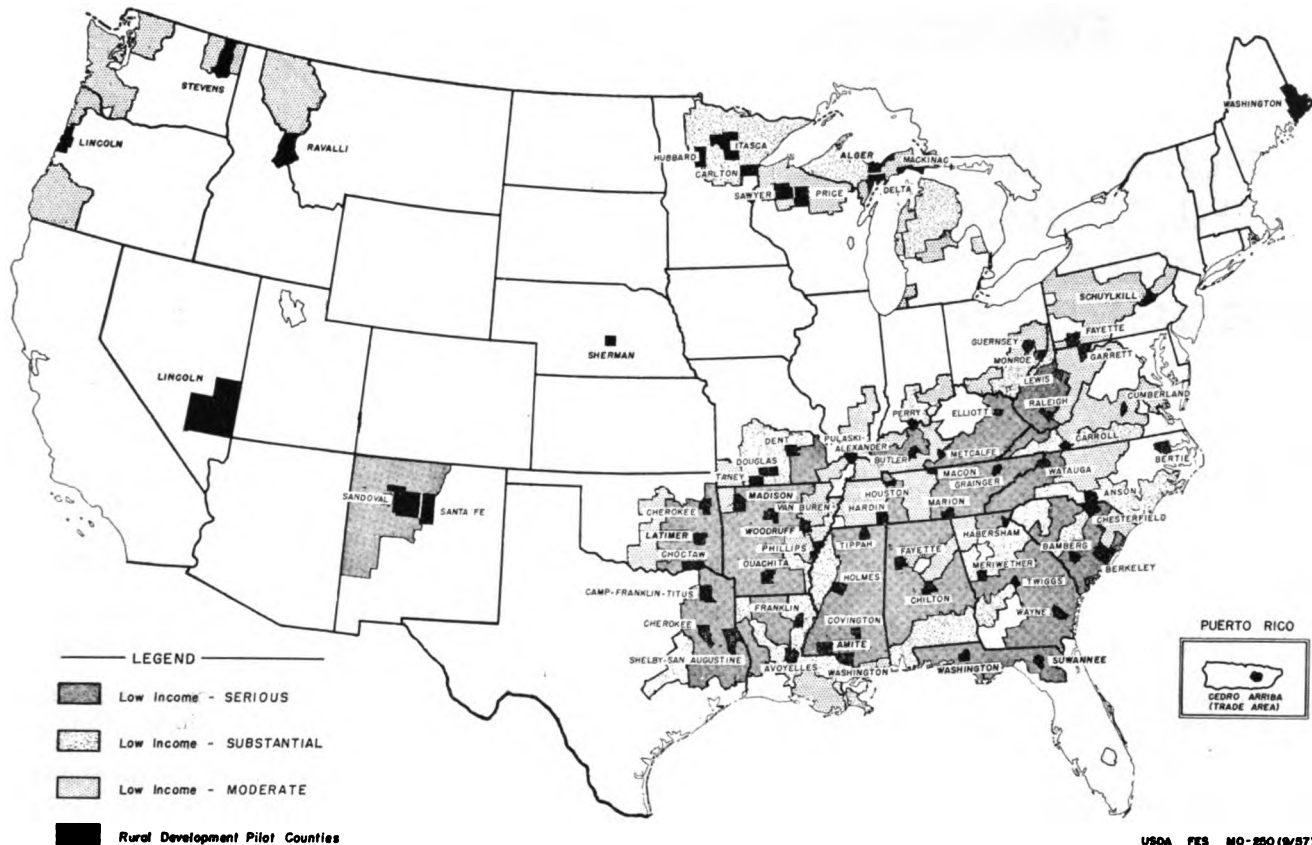 WASHINGTON
STEVENS
LINCOLN
RAVALLI
HUBBARD
ITASCA
CARLTON
SAWYER
PRICE
ALGER
MACKINAC
DELTA
SCHUYLKILL
FAYETTE
GUERNSEY
MONROE
GARRETT
LEWIS
RALEIGH
CUMBERLAND
SHERMAN
LINCOLN
PERRY
ELLIOTT
DENT
PULASKI-
ALEXANDER
BUTLER
METCALFE
CARROLL
BERTIE
DOUGLAS
TANEY
MACON
GRAINGER
WATAUGA
SANDOVAL
SANTA FE
MADISON
HOUSTON
MARION
ANSON
CHEROKEE
VAN BUREN
HARDIN
CHESTERFIELD
LATIMER
WOODRUFF
HABERSHAM
CHOCTAW
PHILLIPS
TIPPAH
FAYETTE
BAMBERG
OUACHITA
MERIWETHER
BERKELEY
HOLMES
TWIGGS
CAMP-FRANKLIN-TITUS
CHILTON
FRANKLIN
WAYNE
CHEROKEE
COVINGTON
AMITE
SHELBY-SAN AUGUSTINE
AVOYELLES
WASHINGTON
WASHINGTON
SUWANNEE
PUERTO RICO
CEDRO ARRIBA
(TRADE AREA)
LEGEND
Low Income - SERIOUS
Low Income - SUBSTANTIAL
Low Income - MODERATE
Rural Development Pilot Counties
USDA FES MO-250 (9/57)